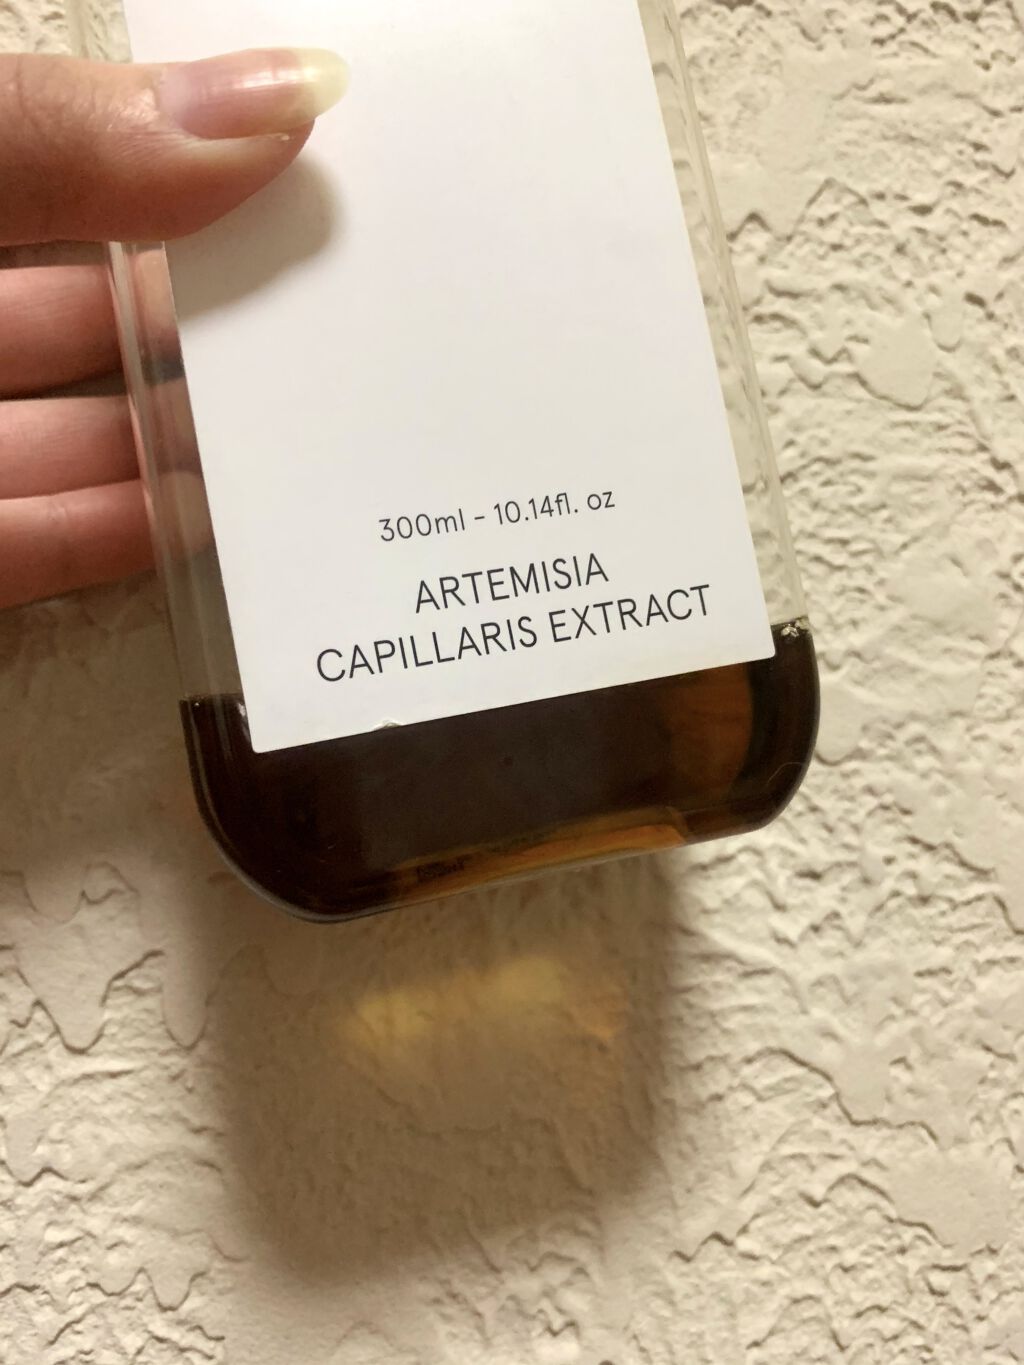 300ml - 10.14fl. oz
ARTEMISIA
CAPILLARIS EXTRACT